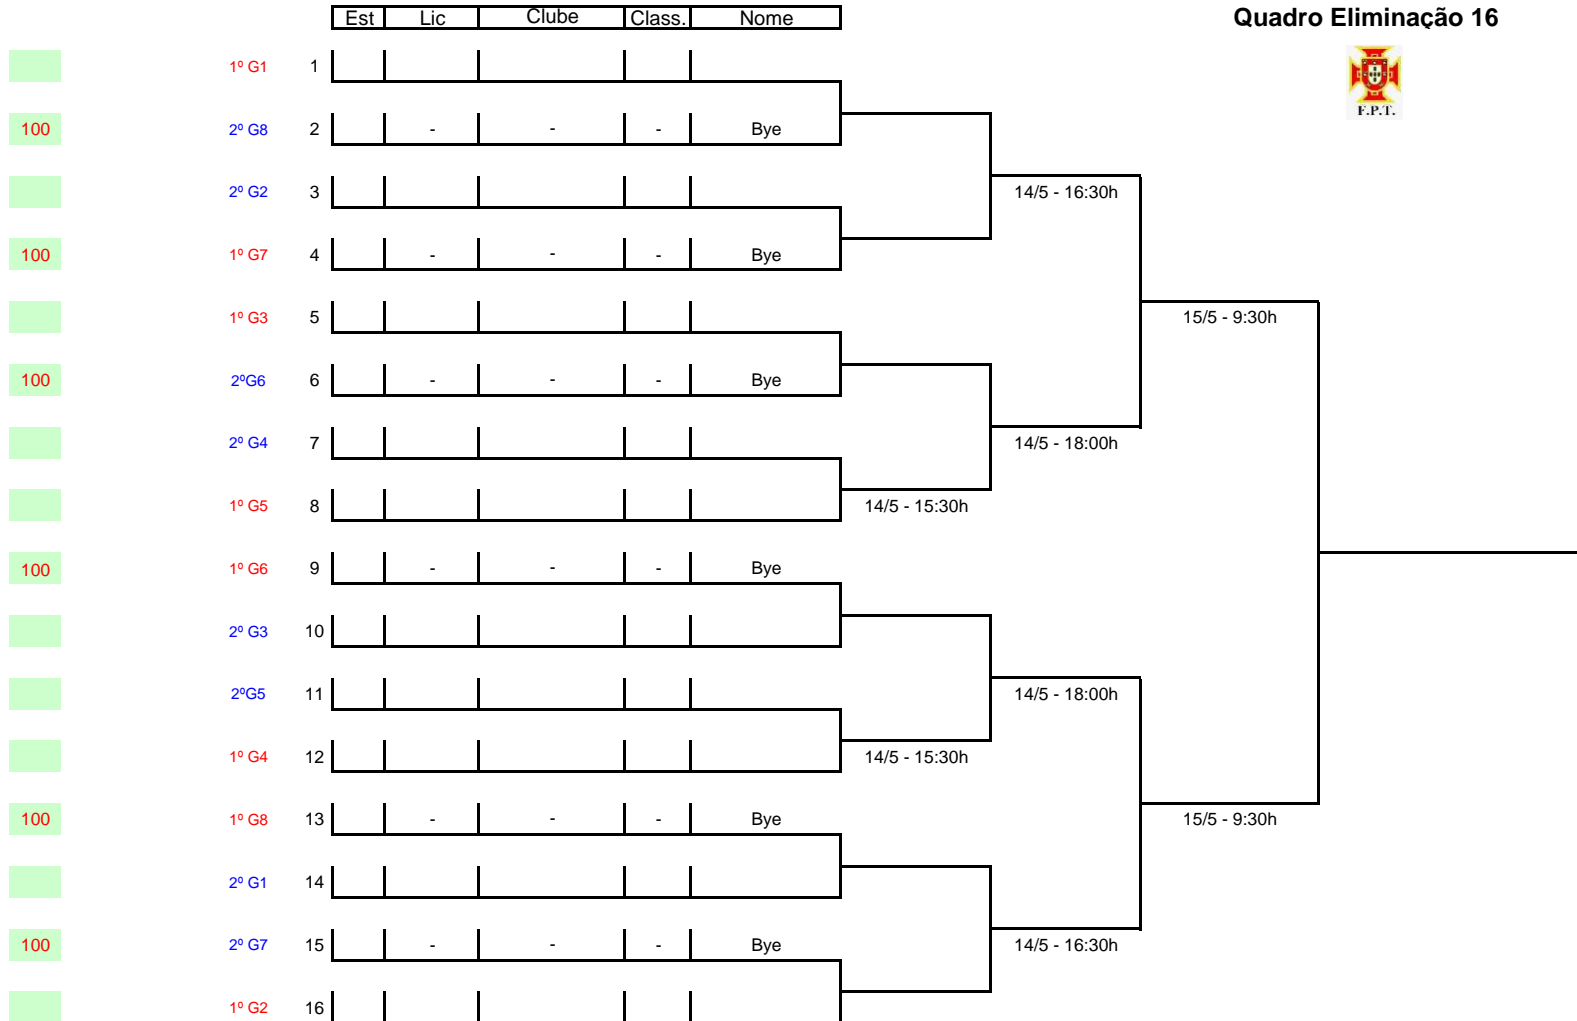 Est Lic Clube Class. Nome
Quadro Eliminação 16
F.P.T.
1º G1 1
100 2º G8 2 - - - Bye
2º G2 3
14/5 - 16:30h
100 1º G7 4 - - - Bye
1º G3 5
15/5 - 9:30h
100 2ºG6 6 - - - Bye
2º G4 7
14/5 - 18:00h
1º G5 8
14/5 - 15:30h
100 1º G6 9 - - - Bye
2º G3 10
2ºG5 11
14/5 - 18:00h
1º G4 12
14/5 - 15:30h
100 1º G8 13 - - - Bye
15/5 - 9:30h
2º G1 14
100 2º G7 15 - - - Bye
14/5 - 16:30h
1º G2 16